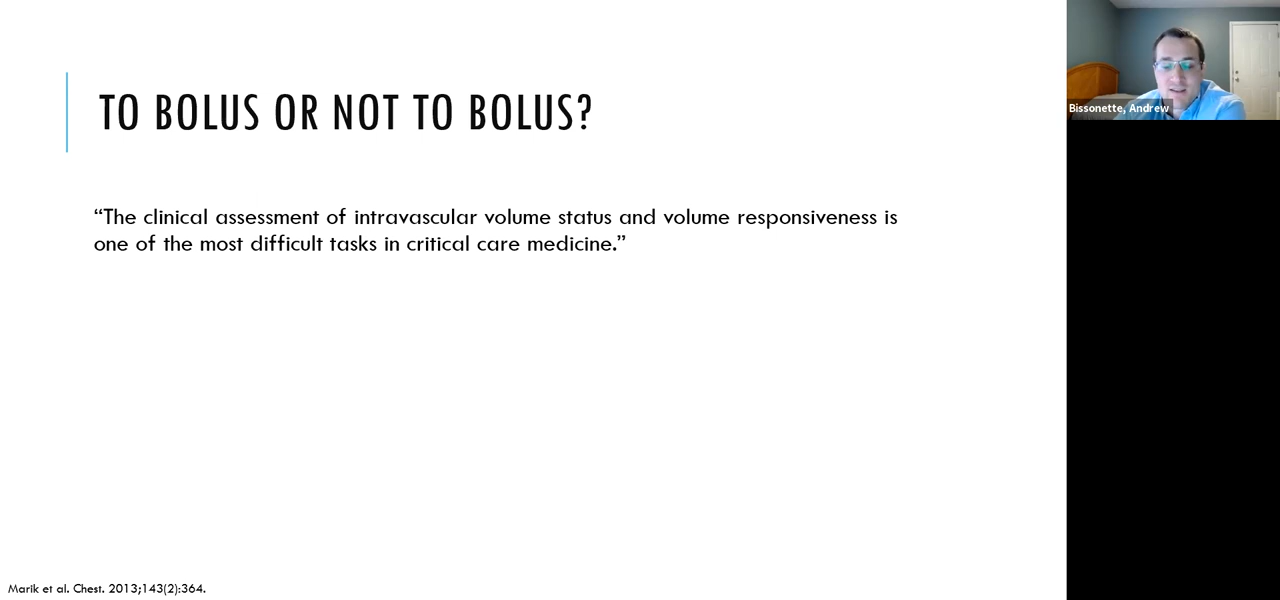 TO BOLUS OR NOT TO BOLUS?
“The clinical assessment of intravascular volume status and volume responsiveness is
one of the most difficult tasks in critical care medicine.”
Marik et al. Chest. 2013;143(2):364.
Bissonette, Andrew